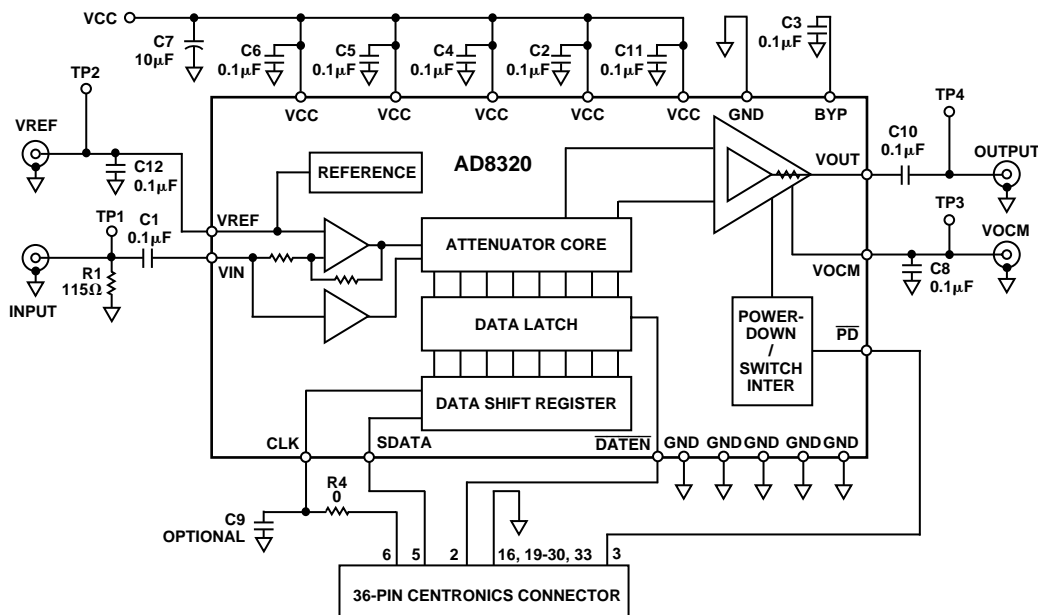 VCC
C7
10μF
C6
0.1μF
C5
0.1μF
C4
0.1μF
C2
0.1μF
C11
0.1μF
C3
0.1μF
TP2
VREF
C12
0.1μF
VCC
VCC
VCC
VCC
VCC
GND
BYP
AD8320
REFERENCE
TP4
C10
0.1μF
VOUT
OUTPUT
TP1
C1
0.1μF
VREF
VIN
R1
115Ω
INPUT
ATTENUATOR CORE
TP3
VOCM
VOCM
C8
0.1μF
DATA LATCH
POWER-
DOWN
/
SWITCH
INTER
PD
DATA SHIFT REGISTER
CLK
SDATA
DATEN
GND
GND
GND
GND
GND
R4
0
C9
OPTIONAL
6
5
2
16, 19-30, 33
3
36-PIN CENTRONICS CONNECTOR